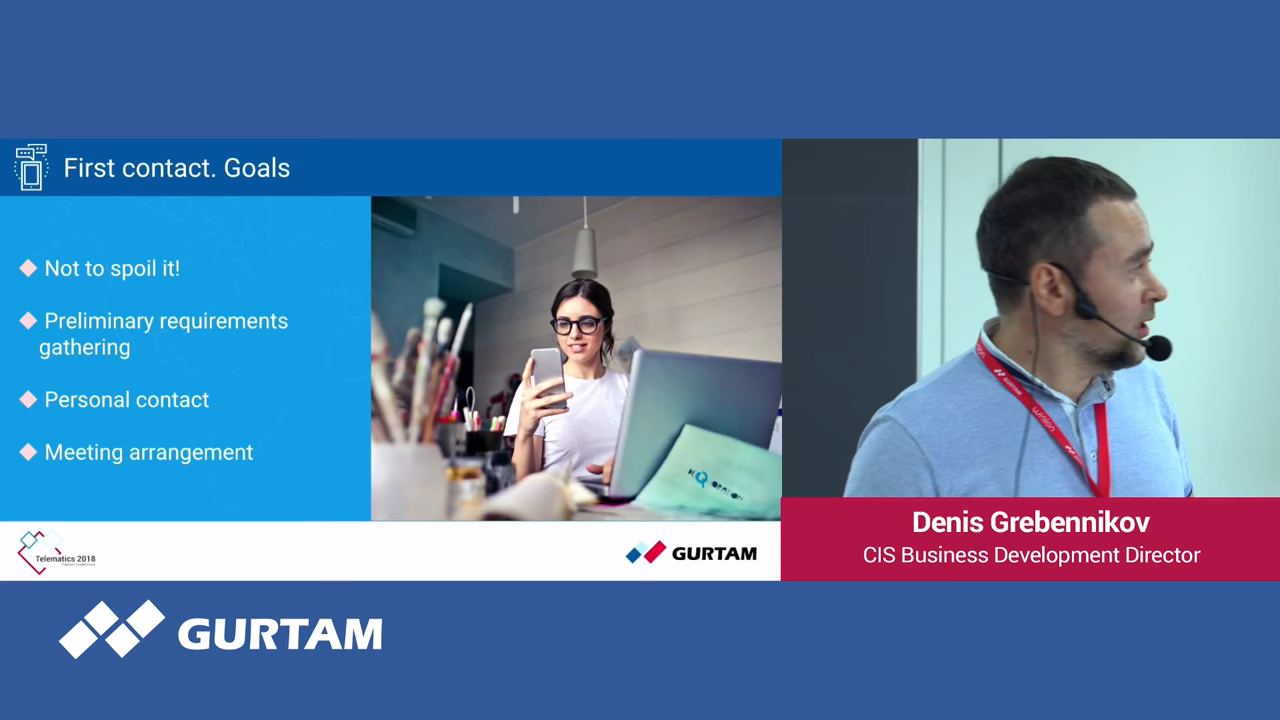 First contact. Goals
Not to spoil it!
Preliminary requirements
gathering
Personal contact
Meeting arrangement
Telematics 2018
GURTAM
GURTAM
Denis Grebennikov
CIS Business Development Director
GURTAM